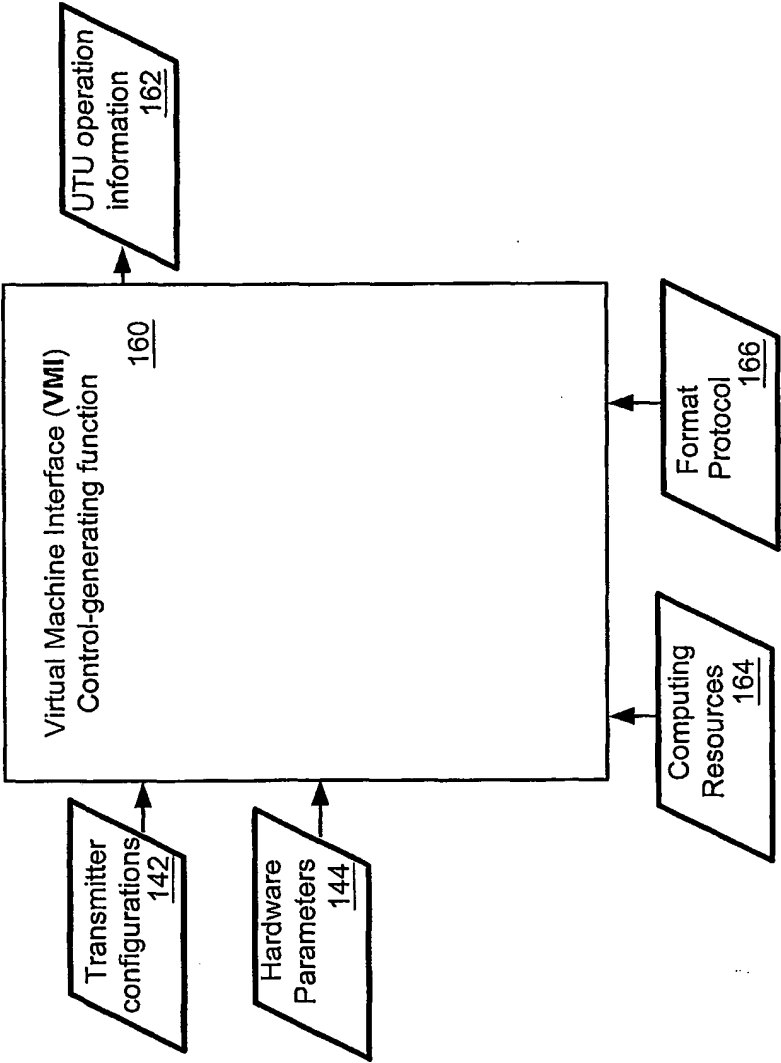 Virtual Machine Interface (VMI)
Control-generating function
160
Transmitter
configurations
142
Hardware
Parameters
144
UTU operation
information
162
Computing
Resources
164
Format
Protocol
166